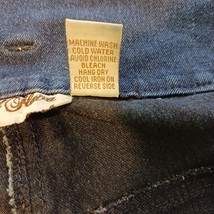 MACHINE WASH
COLD WATER
AVOID CHLORINE
BLEACH
HANG DRY
COOL IRON ON
REVERSE SIDE